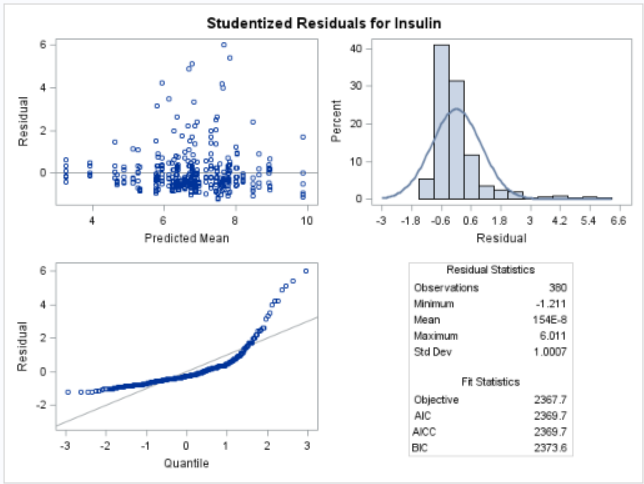 Studentized Residuals for Insulin
6
4
2
0
Residual
4 6 8 10
Predicted Mean
40
30
20
10
0
Percent
-3 -1.8 -0.6 0.6 1.8 3 4.2 5.4 6.6
Residual
6
4
2
0
-2
Residual
-3 -2 -1 0 1 2 3
Quantile
Residual Statistics
Observations 380
Minimum -1.211
Mean 154E-8
Maximum 6.011
Std Dev 1.0007
Fit Statistics
Objective 2367.7
AIC 2369.7
AICC 2369.7
BIC 2373.6